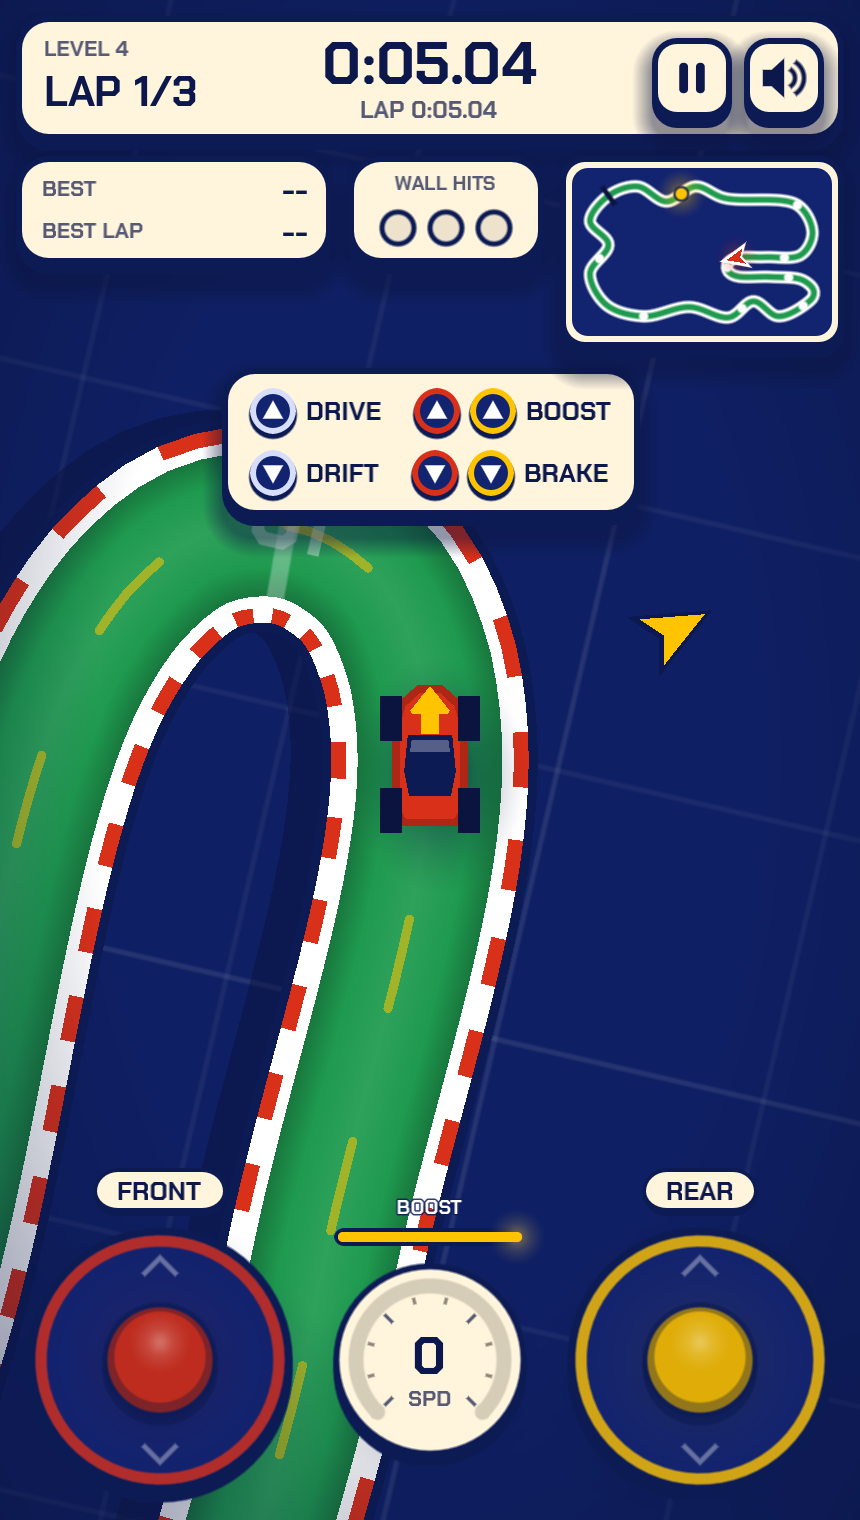 LEVEL 4
LAP 1/3
0:05.04
LAP 0:05.04
BEST --
BEST LAP --
WALL HITS
DRIVE BOOST
DRIFT BRAKE
FRONT
REAR
BOOST
0
SPD